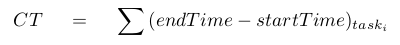 CT = ∑ (endTime − startTime)_{task_i}